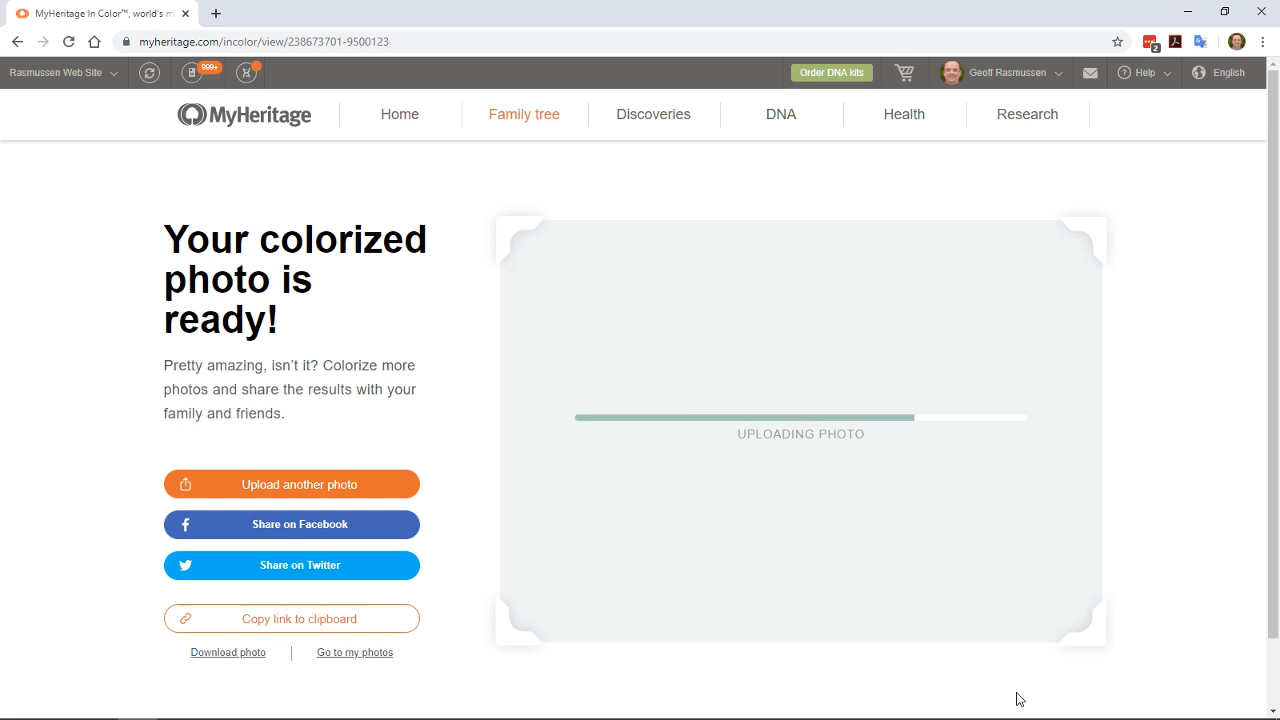 MyHeritage In Color™, world's m
myheritage.com/incolor/view/238673701-9500123
2
Rasmussen Web Site
999+
Order DNA kits
Geoff Rasmussen
Help
English
MyHeritage
Home
Family tree
Discoveries
DNA
Health
Research
Your colorized
photo is
ready!
Pretty amazing, isn't it? Colorize more
photos and share the results with your
family and friends.
UPLOADING PHOTO
Upload another photo
Share on Facebook
Share on Twitter
Copy link to clipboard
Download photo
Go to my photos